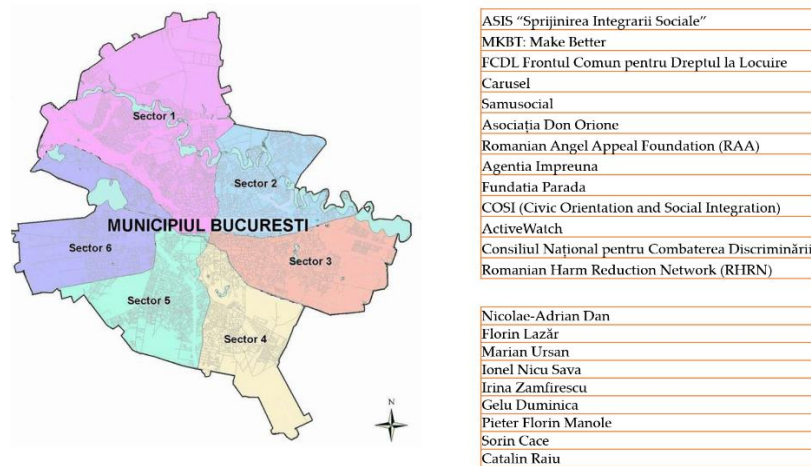 Sector 1
Sector 2
MUNICIPIUL BUCURESTI
Sector 6
Sector 3
Sector 5
Sector 4
N
ASIS “Sprijinirea Integrarii Sociale”
MKBT: Make Better
FCDL Frontul Comun pentru Dreptul la Locuire
Carusel
Samusocial
Asociația Don Orione
Romanian Angel Appeal Foundation (RAA)
Agentia Impreuna
Fundatia Parada
COSI (Civic Orientation and Social Integration)
ActiveWatch
Consiliul Național pentru Combaterea Discriminării
Romanian Harm Reduction Network (RHRN)
Nicolae-Adrian Dan
Florin Lazăr
Marian Ursan
Ionel Nicu Sava
Irina Zamfirescu
Gelu Duminica
Pieter Florin Manole
Sorin Cace
Catalin Raiu